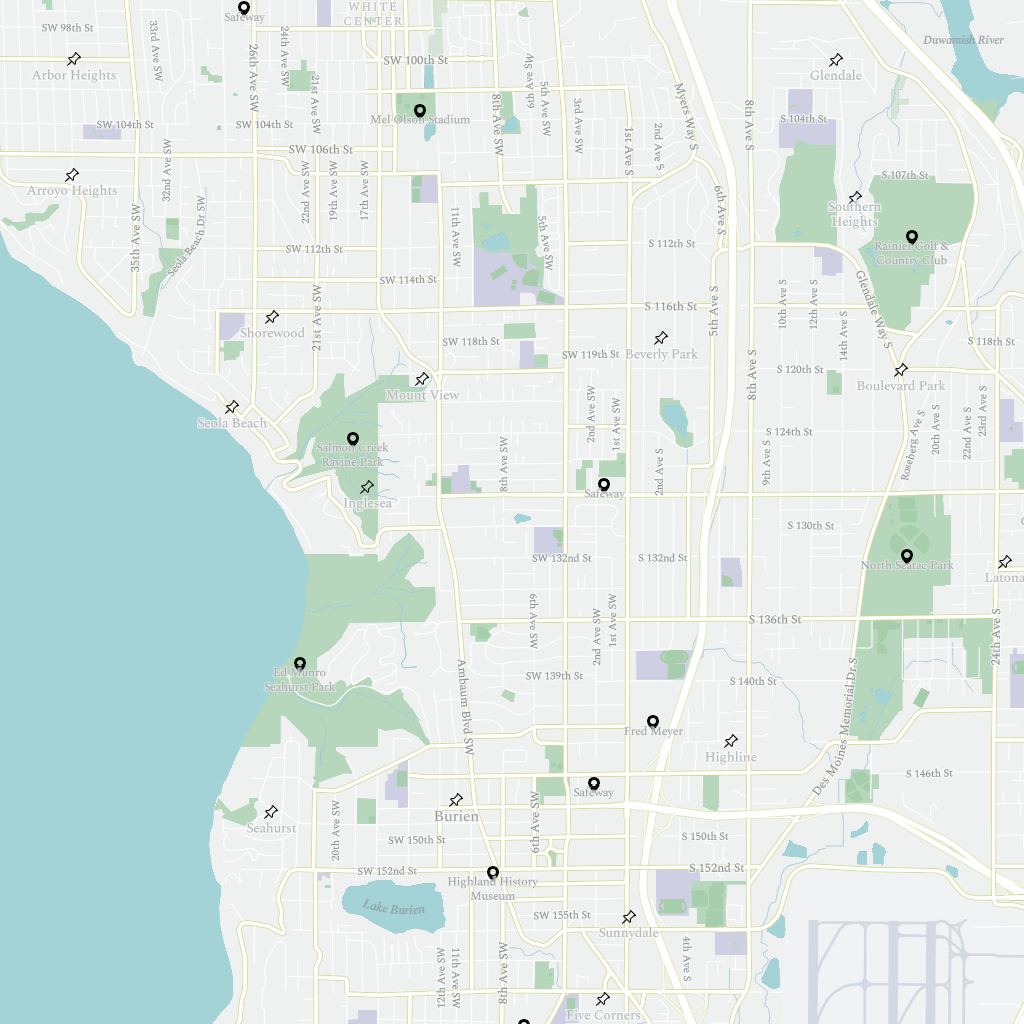 WHITE
CENTER
Safeway
SW 98th St
33rd Ave SW
26th Ave SW
24th Ave SW
Duwamish River
Arbor Heights
SW 100th St
Glendale
21st Ave SW
8th Ave SW
6th Ave SW
5th Ave SW
3rd Ave SW
Myers Way S
8th Ave S
Mel Olson Stadium
SW 104th St
SW 104th St
S 104th St
1st Ave S
2nd Ave S
SW 106th St
32nd Ave SW
22nd Ave SW
19th Ave SW
17th Ave SW
S 107th St
Arroyo Heights
Southern
Heights
35th Ave SW
Seola Beach Dr SW
11th Ave SW
5th Ave SW
6th Ave S
SW 112th St
S 112th St
Rainier Golf &
Country Club
SW 114th St
21st Ave SW
5th Ave S
10th Ave S
12th Ave S
14th Ave S
Glendale Way S
S 116th St
Shorewood
SW 118th St
SW 119th St
Beverly Park
S 118th St
8th Ave S
S 120th St
Boulevard Park
Mount View
2nd Ave SW
1st Ave SW
Seola Beach
S 124th St
Roseberg Ave S
20th Ave S
22nd Ave S
23rd Ave S
Salmon Creek
Ravine Park
8th Ave SW
2nd Ave S
9th Ave S
Safeway
Inglesea
S 130th St
SW 132nd St
S 132nd St
North Seatac Park
Latona
6th Ave SW
2nd Ave SW
1st Ave SW
S 136th St
24th Ave S
Ed Munro
Seahurst Park
Ambaum Blvd SW
SW 139th St
S 140th St
Des Moines Memorial Dr S
Fred Meyer
Highline
S 146th St
Safeway
Burien
Seahurst
20th Ave SW
6th Ave SW
SW 150th St
S 150th St
SW 152nd St
S 152nd St
Highland History
Museum
Lake Burien
SW 155th St
Sunnydale
12th Ave SW
11th Ave SW
8th Ave SW
4th Ave S
Five Corners